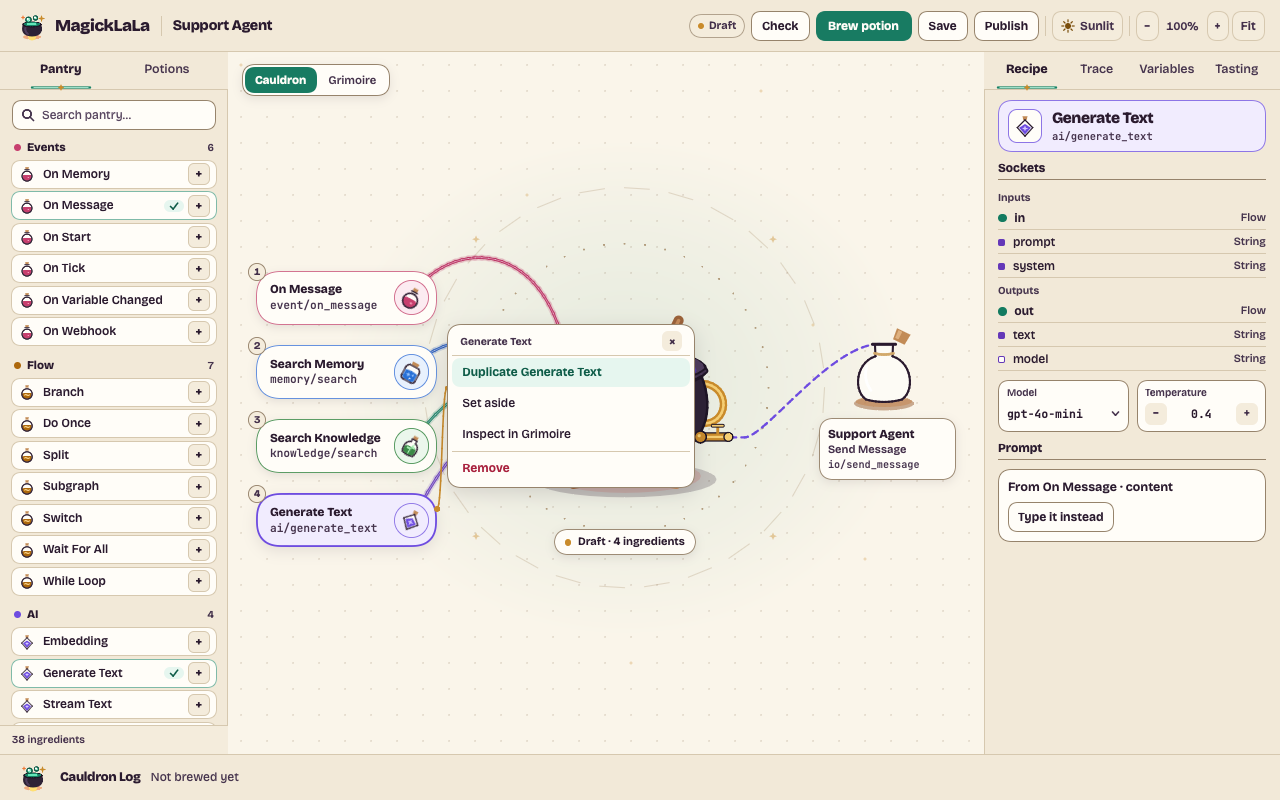 MagickLaLa
Support Agent
Draft
Check
Brew potion
Save
Publish
Sunlit
−
100%
+
Fit
Pantry
Potions
Search pantry...
Events
6
On Memory
+
On Message
+
On Start
+
On Tick
+
On Variable Changed
+
On Webhook
+
Flow
7
Branch
+
Do Once
+
Split
+
Subgraph
+
Switch
+
Wait For All
+
While Loop
+
AI
4
Embedding
+
Generate Text
+
Stream Text
+
38 ingredients
Cauldron
Grimoire
1
On Message
event/on_message
2
Search Memory
memory/search
3
Search Knowledge
knowledge/search
4
Generate Text
ai/generate_text
Generate Text
×
Duplicate Generate Text
Set aside
Inspect in Grimoire
Remove
Draft · 4 ingredients
Support Agent
Send Message
io/send_message
Recipe
Trace
Variables
Tasting
Generate Text
ai/generate_text
Sockets
Inputs
in
Flow
prompt
String
system
String
Outputs
out
Flow
text
String
model
String
Model
gpt-4o-mini
Temperature
−
0.4
+
Prompt
From On Message · content
Type it instead
Cauldron Log
Not brewed yet